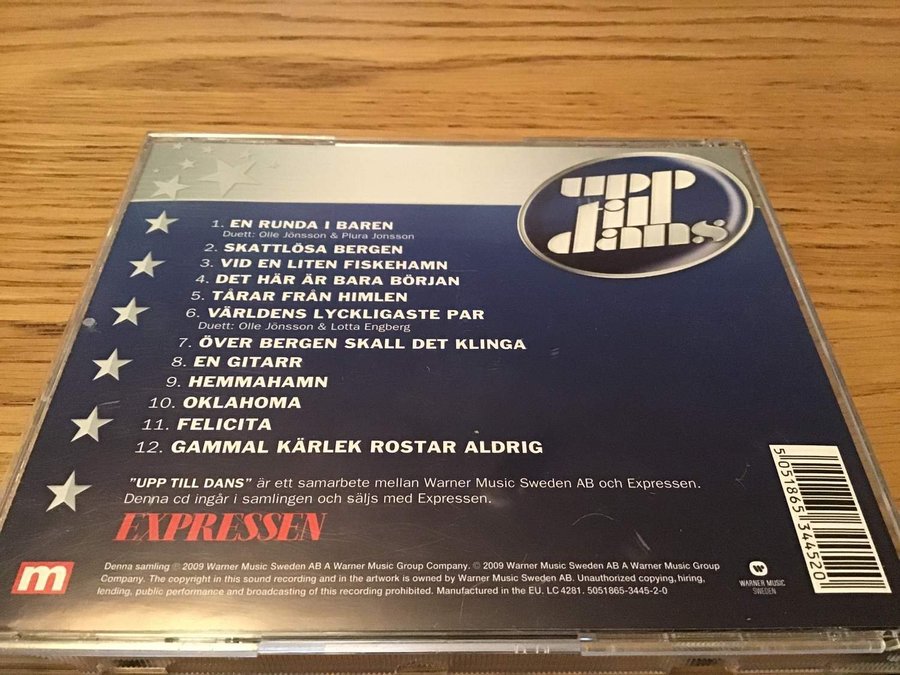 upp
till
dans
1. EN RUNDA I BAREN
Duett: Olle Jönsson & Plura Jonsson
2. SKATTLÖSA BERGEN
3. VID EN LITEN FISKEHAMN
4. DET HÄR ÄR BARA BÖRJAN
5. TÅRAR FRÅN HIMLEN
6. VÄRLDENS LYCKLIGASTE PAR
Duett: Olle Jönsson & Lotta Engberg
7. ÖVER BERGEN SKALL DET KLINGA
8. EN GITARR
9. HEMMAHAMN
10. OKLAHOMA
11. FELICITA
12. GAMMAL KÄRLEK ROSTAR ALDRIG
"UPP TILL DANS" är ett samarbete mellan Warner Music Sweden AB och Expressen.
Denna cd ingår i samlingen och säljs med Expressen.
EXPRESSEN
m
Denna samling ℗ 2009 Warner Music Sweden AB A Warner Music Group Company. © 2009 Warner Music Sweden AB A Warner Music Group
Company. The copyright in this sound recording and in the artwork is owned by Warner Music Sweden AB. Unauthorized copying, hiring,
lending, public performance and broadcasting of this recording prohibited. Manufactured in the EU. LC 4281. 5051865-3445-2-0
WARNER MUSIC
SWEDEN
5 051865 344520